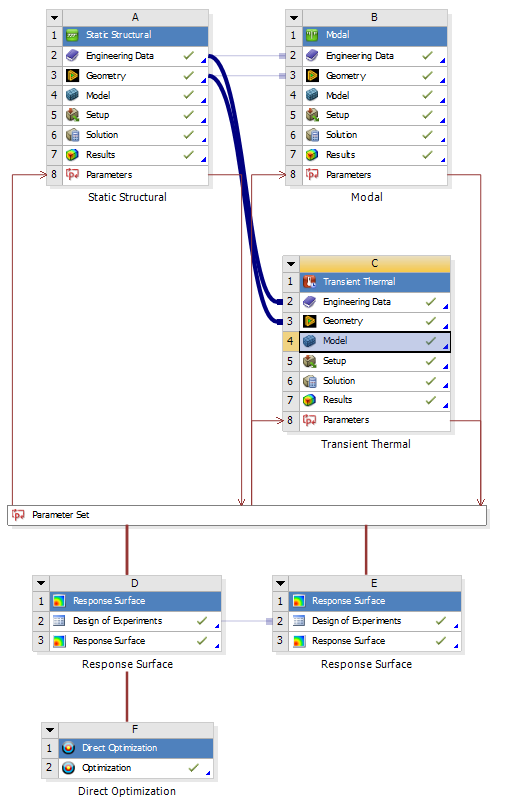 A
1 Static Structural
2 Engineering Data
3 Geometry
4 Model
5 Setup
6 Solution
7 Results
8 Parameters
Static Structural
B
1 Modal
2 Engineering Data
3 Geometry
4 Model
5 Setup
6 Solution
7 Results
8 Parameters
Modal
C
1 Transient Thermal
2 Engineering Data
3 Geometry
4 Model
5 Setup
6 Solution
7 Results
8 Parameters
Transient Thermal
Parameter Set
D
1 Response Surface
2 Design of Experiments
3 Response Surface
Response Surface
E
1 Response Surface
2 Design of Experiments
3 Response Surface
Response Surface
F
1 Direct Optimization
2 Optimization
Direct Optimization